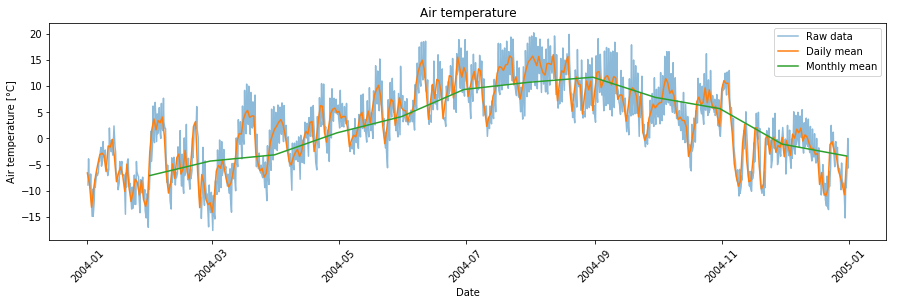 Air temperature
Raw data
Daily mean
Monthly mean
Air temperature [°C]
20
15
10
5
0
−5
−10
−15
2004-01
2004-03
2004-05
2004-07
2004-09
2004-11
2005-01
Date